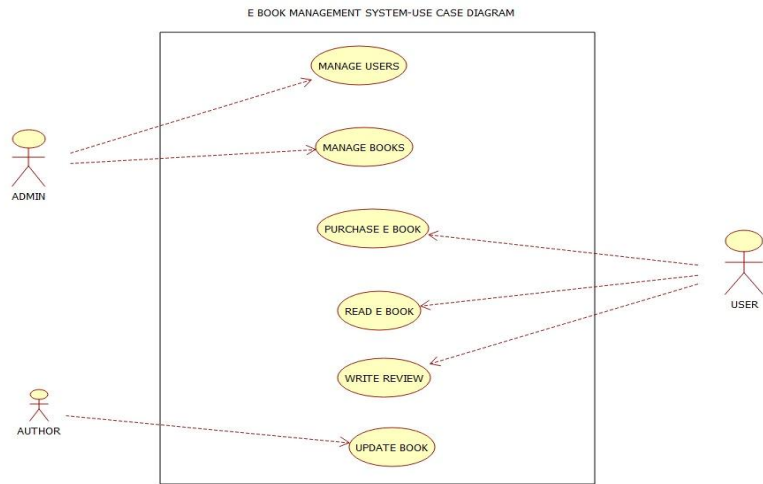 E BOOK MANAGEMENT SYSTEM-USE CASE DIAGRAM
MANAGE USERS
MANAGE BOOKS
ADMIN
PURCHASE E BOOK
READ E BOOK
USER
WRITE REVIEW
AUTHOR
UPDATE BOOK